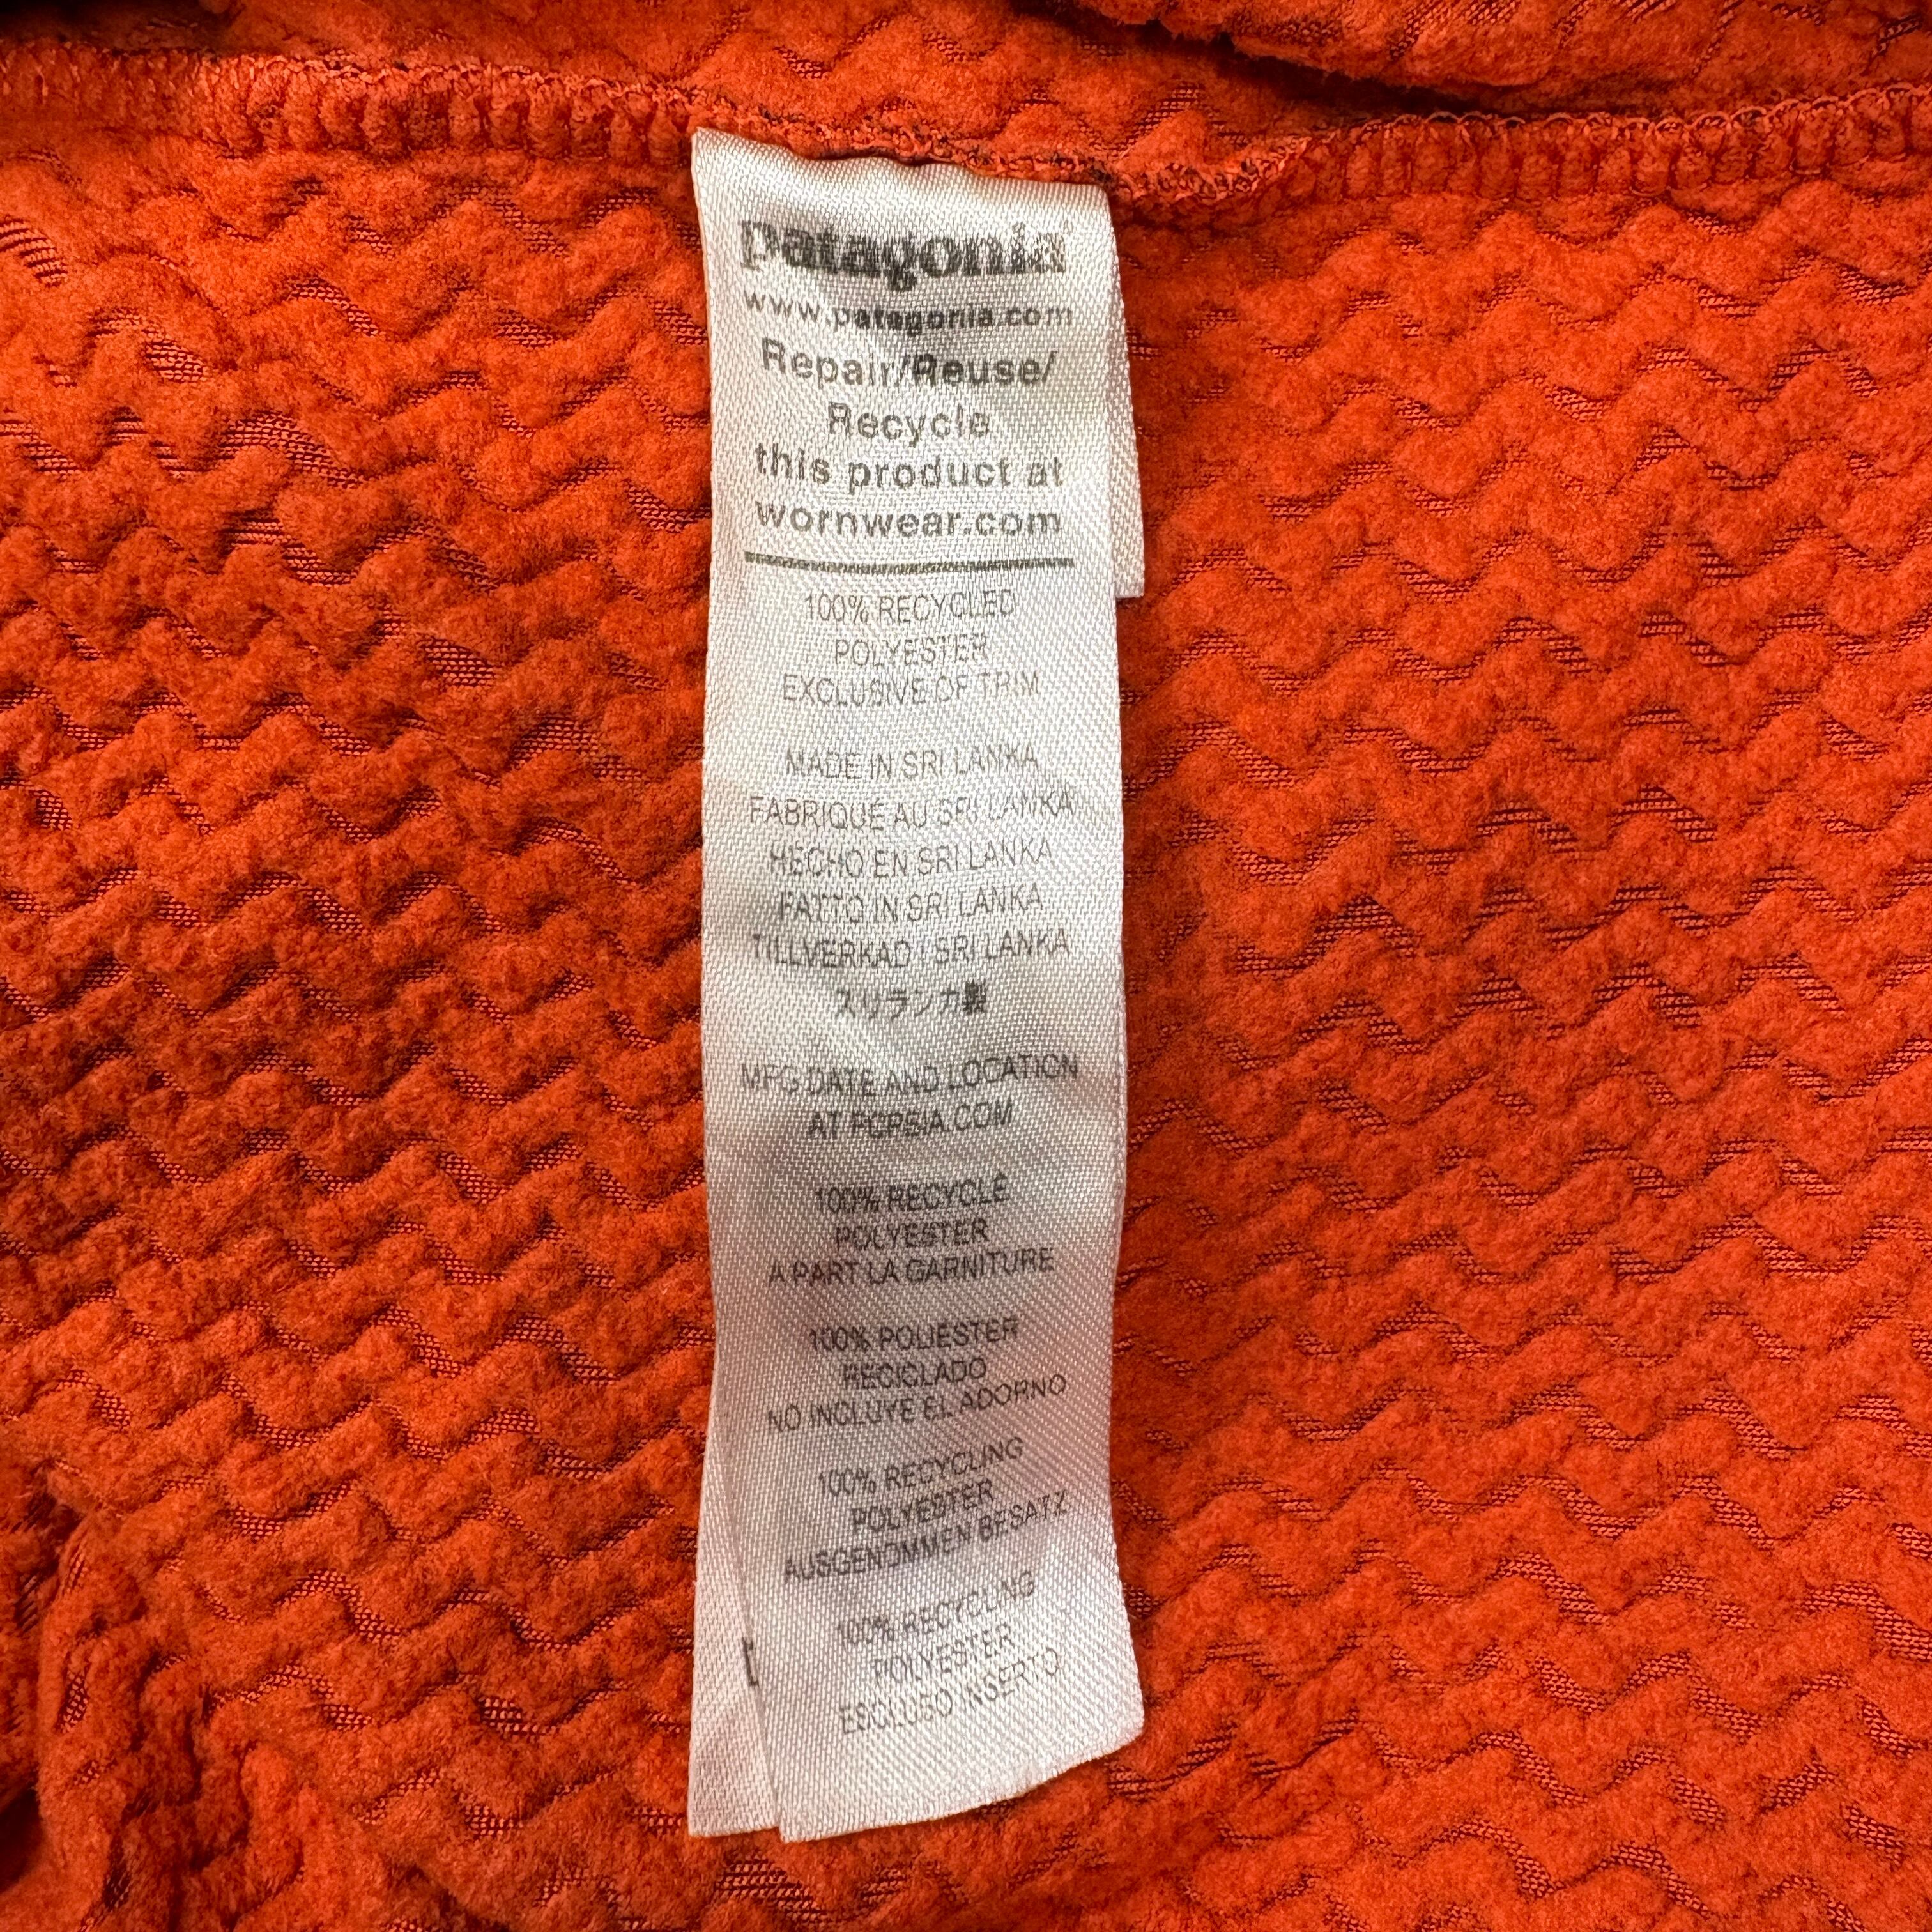 patagonia®
www.patagonia.com
Repair/Reuse/
Recycle
this product at
wornwear.com
100% RECYCLED
POLYESTER
EXCLUSIVE OF TRIM
MADE IN SRI LANKA
FABRIQUÉ AU SRI LANKA
HECHO EN SRI LANKA
FATTO IN SRI LANKA
TILLVERKAD I SRI LANKA
スリランカ製
MFG DATE AND LOCATION
AT PCPSIA.COM
100% RECYCLÉ
POLYESTER
A PART LA GARNITURE
100% POLIÉSTER
RECICLADO
NO INCLUYE EL ADORNO
100% RECYCLING
POLYESTER
AUSGENOMMEN BESATZ
100% RECYCLING
POLYESTER
ESCLUSO INSERTO